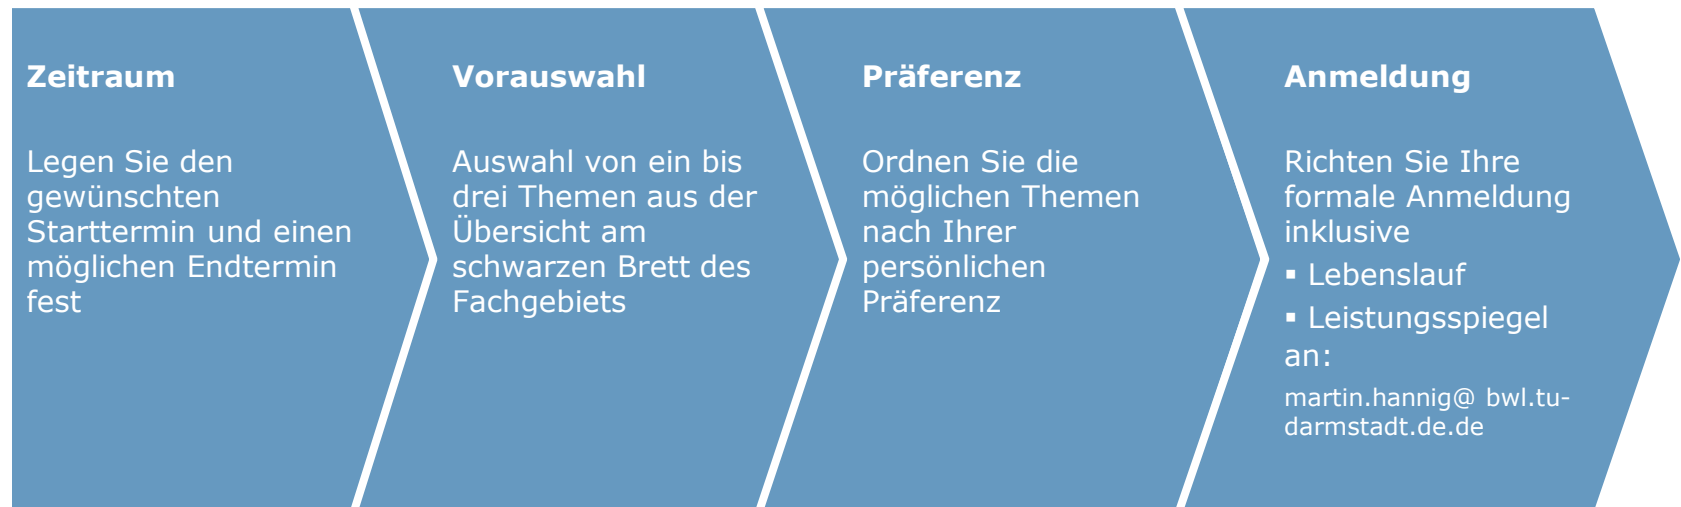 Zeitraum
Legen Sie den
gewünschten
Starttermin und einen
möglichen Endtermin
fest
Vorauswahl
Auswahl von ein bis
drei Themen aus der
Übersicht am
schwarzen Brett des
Fachgebiets
Präferenz
Ordnen Sie die
möglichen Themen
nach Ihrer
persönlichen
Präferenz
Anmeldung
Richten Sie Ihre
formale Anmeldung
inklusive
▪ Lebenslauf
▪ Leistungsspiegel
an:
martin.hannig@ bwl.tu-
darmstadt.de.de